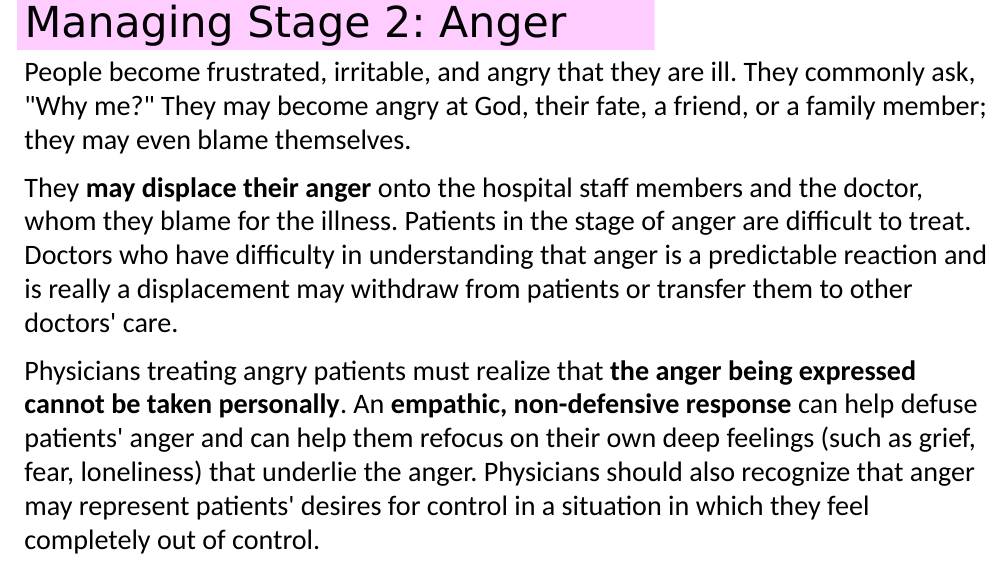 Managing Stage 2: Anger
People become frustrated, irritable, and angry that they are ill. They commonly ask,
"Why me?" They may become angry at God, their fate, a friend, or a family member;
they may even blame themselves.
They may displace their anger onto the hospital staff members and the doctor,
whom they blame for the illness. Patients in the stage of anger are difficult to treat.
Doctors who have difficulty in understanding that anger is a predictable reaction and
is really a displacement may withdraw from patients or transfer them to other
doctors' care.
Physicians treating angry patients must realize that the anger being expressed
cannot be taken personally. An empathic, non-defensive response can help defuse
patients' anger and can help them refocus on their own deep feelings (such as grief,
fear, loneliness) that underlie the anger. Physicians should also recognize that anger
may represent patients' desires for control in a situation in which they feel
completely out of control.